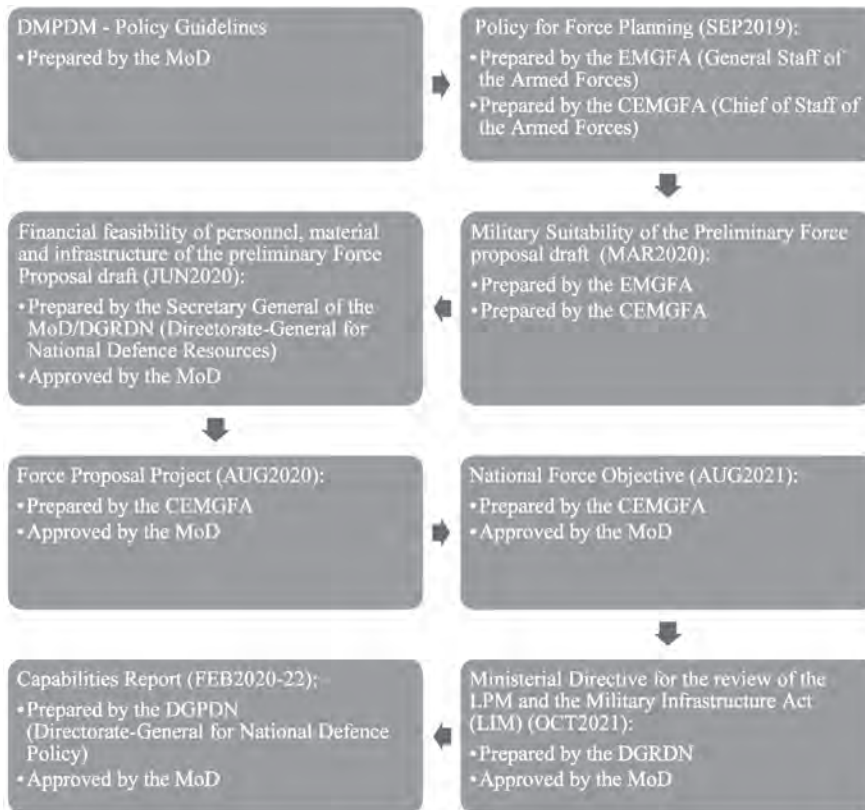 DMPDM - Policy Guidelines
•Prepared by the MoD
Policy for Force Planning (SEP2019):
•Prepared by the EMGFA (General Staff of
the Armed Forces)
•Prepared by the CEMGFA (Chief of Staff of
the Armed Forces)
Military Suitability of the Preliminary Force
proposal draft (MAR2020):
•Prepared by the EMGFA
•Prepared by the CEMGFA
Financial feasibility of personnel, material
and infrastructure of the preliminary Force
Proposal draft (JUN2020):
•Prepared by the Secretary General of the
MoD/DGRDN (Directorate-General for
National Defence Resources)
•Approved by the MoD
Force Proposal Project (AUG2020):
•Prepared by the CEMGFA
•Approved by the MoD
National Force Objective (AUG2021):
•Prepared by the CEMGFA
•Approved by the MoD
Ministerial Directive for the review of the
LPM and the Military Infrastructure Act
(LIM) (OCT2021):
•Prepared by the DGRDN
•Approved by the MoD
Capabilities Report (FEB2020-22):
•Prepared by the DGPDN
(Directorate-General for National Defence
Policy)
•Approved by the MoD